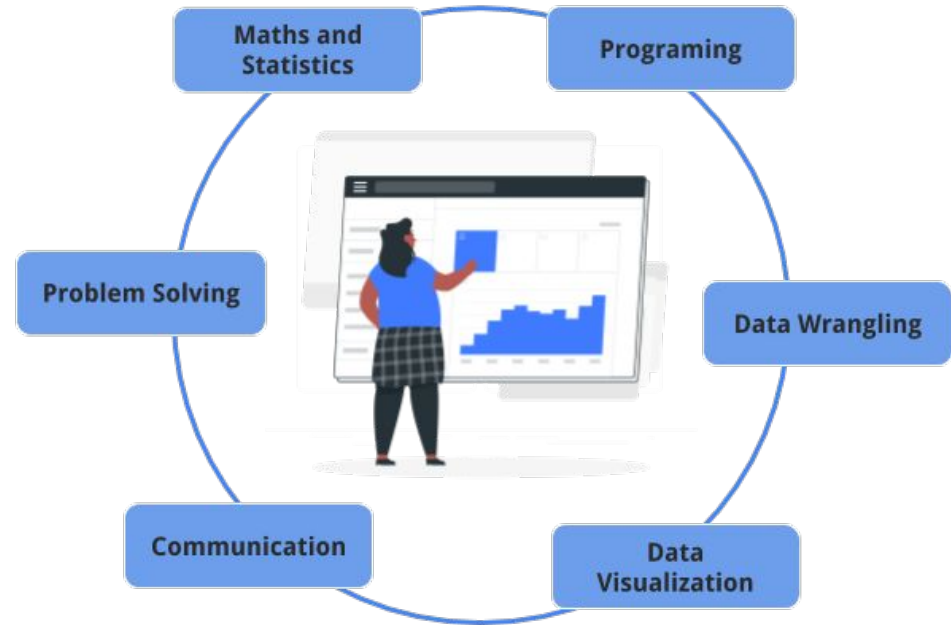 Maths and
Statistics
Programing
Problem Solving
Data Wrangling
Communication
Data
Visualization